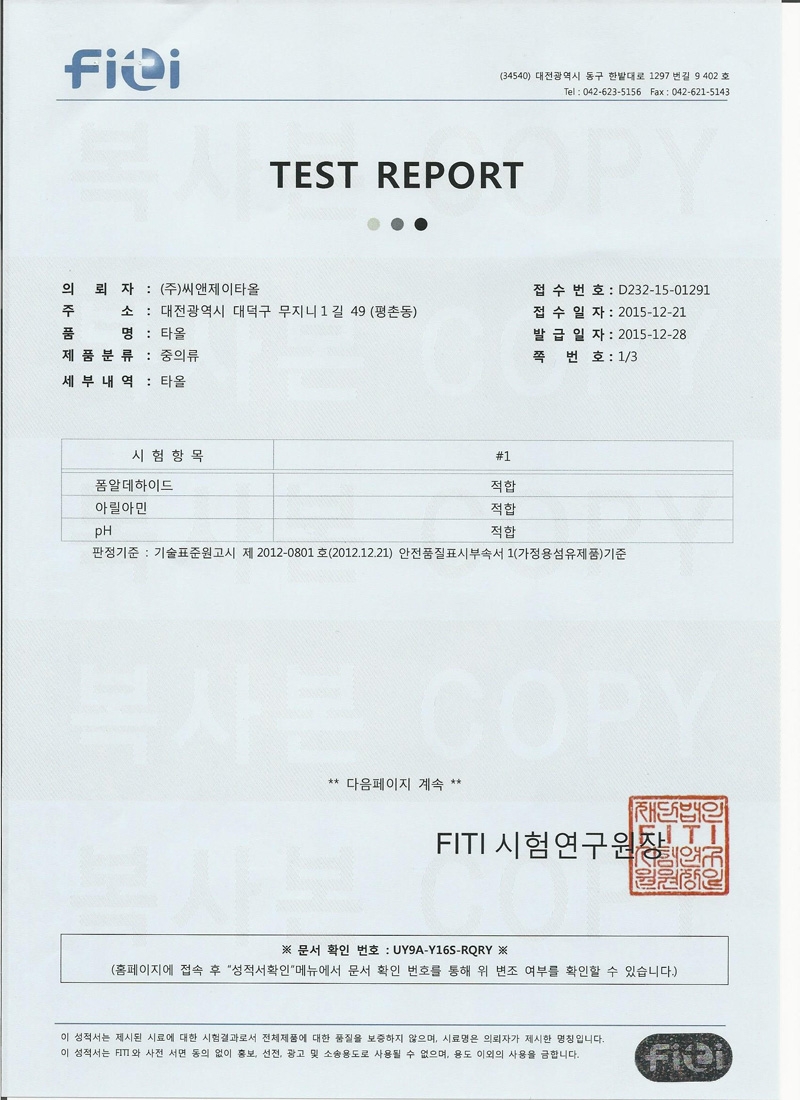 FiTi
(34540) 대전광역시 동구 한밭대로 1297 번길 9 402 호
Tel : 042-623-5156 Fax : 042-621-5143
TEST REPORT
의 뢰 자 : (주)씨앤제이타올
주 소 : 대전광역시 대덕구 무지니 1 길 49 (평촌동)
품 명 : 타올
제 품 분 류 : 중의류
세 부 내 역 : 타올
접 수 번 호 : D232-15-01291
접 수 일 자 : 2015-12-21
발 급 일 자 : 2015-12-28
쪽 번 호 : 1/3
시 험 항 목 #1
폼알데하이드 적합
아릴아민 적합
pH 적합
판정기준 : 기술표준원고시 제 2012-0801 호(2012.12.21) 안전품질표시부속서 1(가정용섬유제품)기준
복사본 COPY
** 다음페이지 계속 **
FITI 시험연구원장
재단법인
FITI
시험연구
원원장인
※ 문서 확인 번호 : UY9A-Y16S-RQRY ※
(홈페이지에 접속 후 “성적서확인”메뉴에서 문서 확인 번호를 통해 위 변조 여부를 확인할 수 있습니다.)
이 성적서는 제시된 시료에 대한 시험결과로서 전체제품에 대한 품질을 보증하지 않으며, 시료명은 의뢰자가 제시한 명칭입니다.
이 성적서는 FITI 와 사전 서면 동의 없이 홍보, 선전, 광고 및 소송용도로 사용될 수 없으며, 용도 이외의 사용을 금합니다.
FiTi